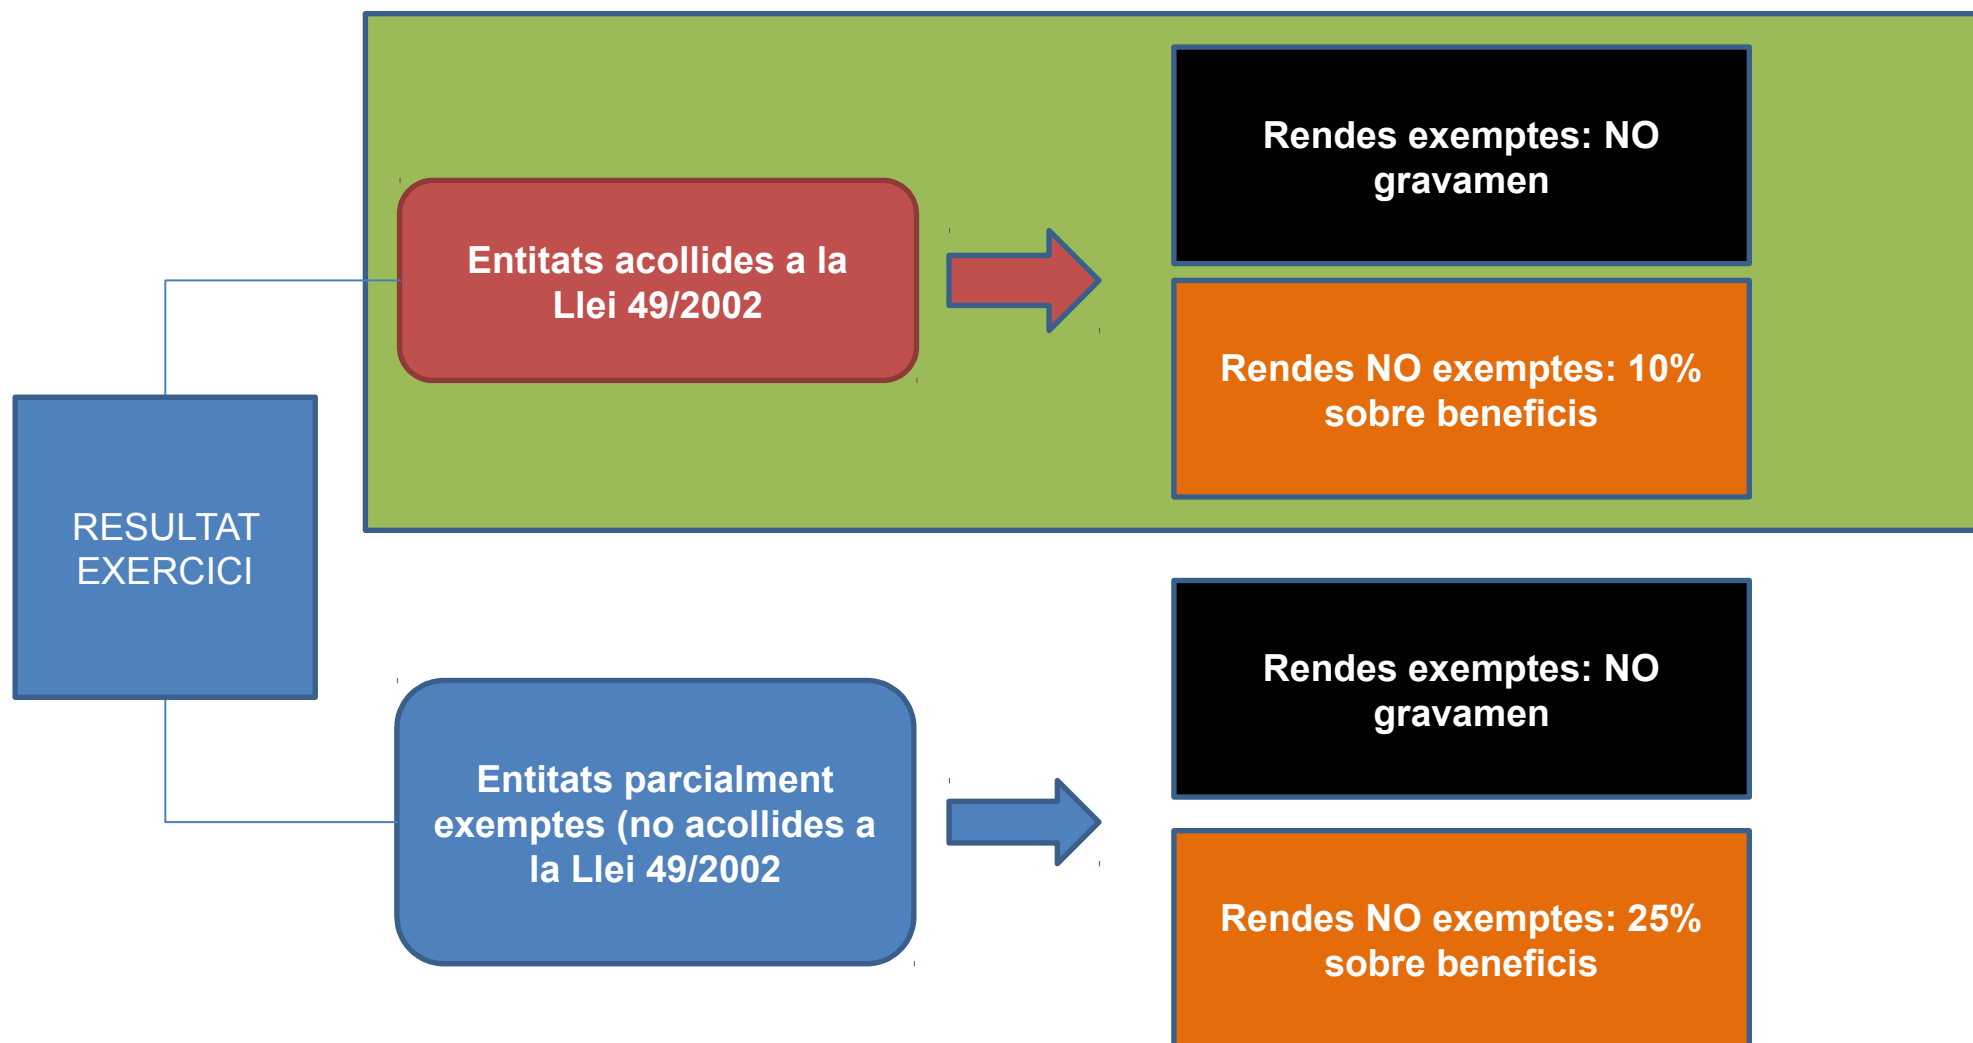 RESULTAT
EXERCICI
Entitats acollides a la
Llei 49/2002
Rendes exemptes: NO
gravamen
Rendes NO exemptes: 10%
sobre beneficis
Entitats parcialment
exemptes (no acollides a
la Llei 49/2002
Rendes exemptes: NO
gravamen
Rendes NO exemptes: 25%
sobre beneficis